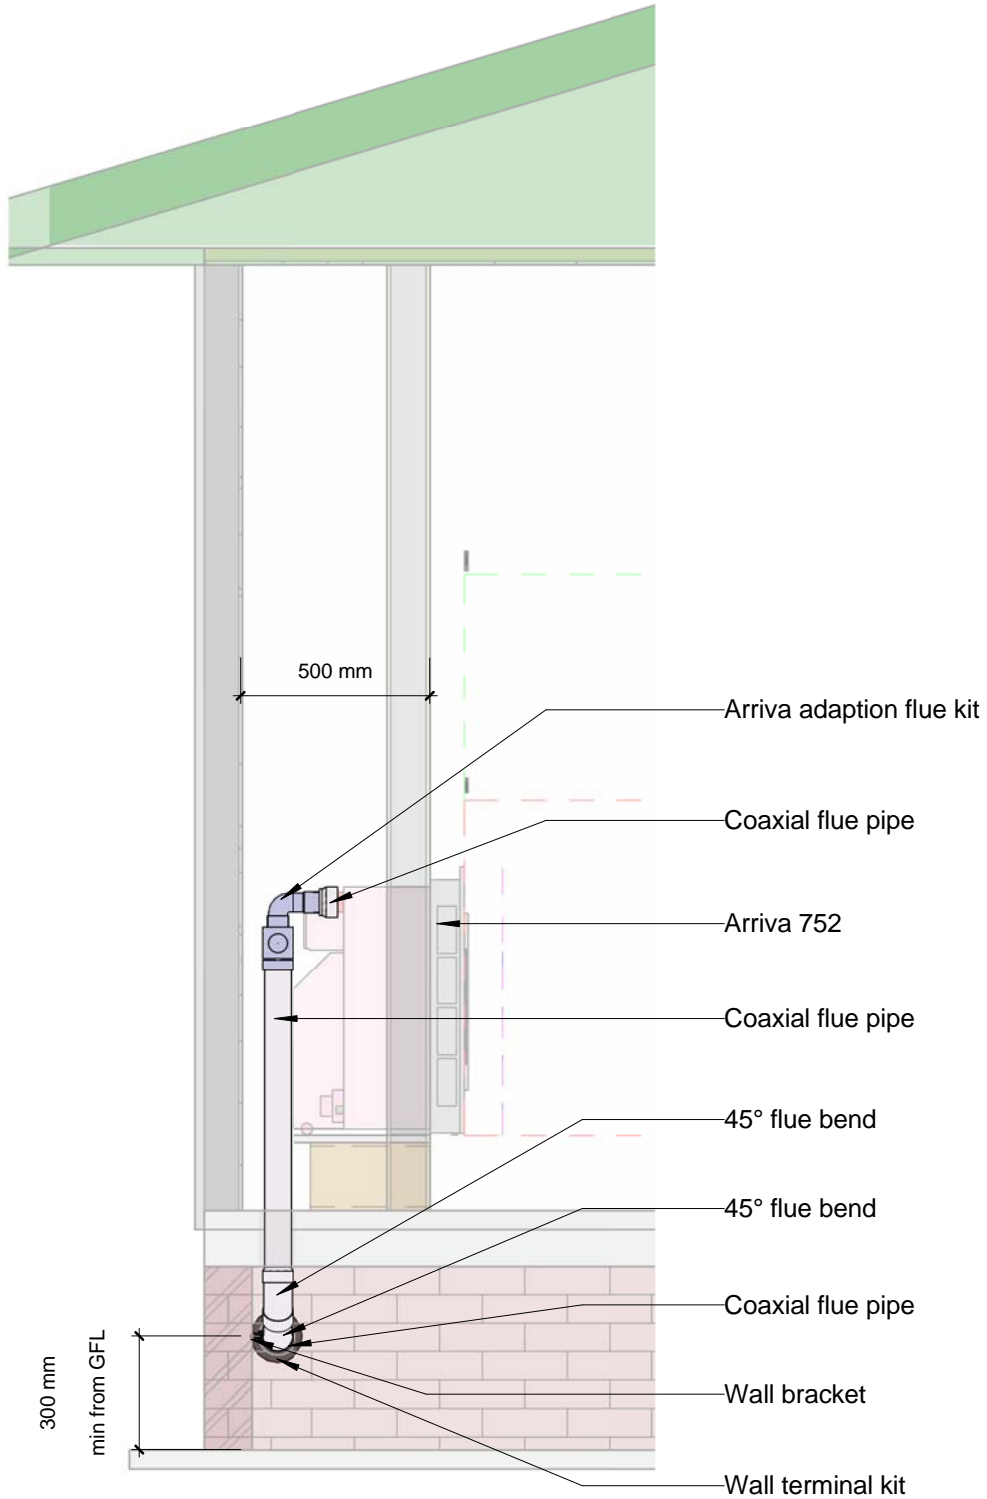 500 mm
Arriva adaption flue kit
Coaxial flue pipe
Arriva 752
Coaxial flue pipe
45° flue bend
45° flue bend
Coaxial flue pipe
300 mm
min from GFL
Wall bracket
Wall terminal kit